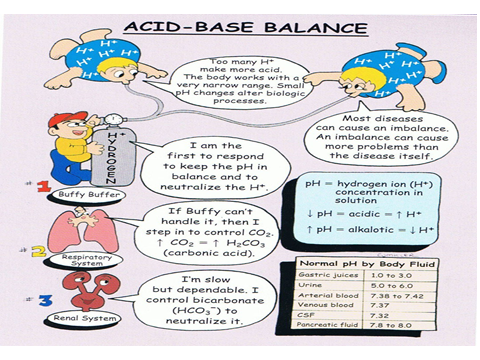 ACID-BASE BALANCE
H+ H+ H+ H+ H+ H+
Too many H+
make more acid.
The body works with a
very narrow range. Small
pH changes alter biologic
processes.
H+ H+ H+ H+ H+ H+
Most diseases
can cause an imbalance.
An imbalance can cause
more problems than
the disease itself.
H+
HYDROGEN
I am the
first to respond
to keep the pH in
balance and to
neutralize the H+.
#1
Buffy Buffer
pH = hydrogen ion (H+)
concentration in
solution
↓ pH = acidic = ↑ H+
↑ pH = alkalotic = ↓ H+
If Buffy can't
handle it, then I
step in to control CO₂.
↑ CO₂ = ↑ H₂CO₃
(carbonic acid).
#2
Respiratory
System
I'm slow
but dependable. I
control bicarbonate
(HCO₃⁻) to
neutralize it.
#3
Renal System
Normal pH by Body Fluid
Gastric juices 1.0 to 3.0
Urine 5.0 to 6.0
Arterial blood 7.38 to 7.42
Venous blood 7.37
CSF 7.32
Pancreatic fluid 7.8 to 8.0